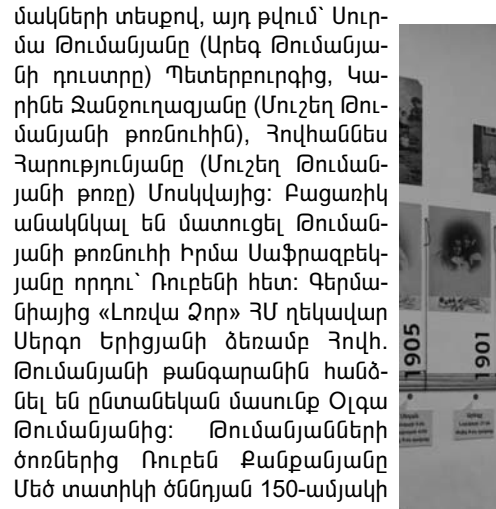 մակների տեսքով, այդ թվում՝ Սուր-
մա Թումանյանը (Արեգ Թումանյա-
նի դուստրը) Պետերբուրգից, Կա-
րինե Ջանջուղազյանը (Մուշեղ Թու-
մանյանի թոռնուհին), Հովհաննես
Հարությունյանը (Մուշեղ Թուման-
յանի թոռը) Մոսկվայից: Բացառիկ
անակնկալ են մատուցել Թուման-
յանի թոռնուհի Իրմա Սաֆրազբեկ-
յանը որդու՝ Ռուբենի հետ: Գերմա-
նիայից «Լոռվա Ձոր» ՀՄ ղեկավար
Սերգո Երիցյանի ձեռամբ Հովհ.
Թումանյանի թանգարանին հանձ-
նել են ընտանեկան մասունք Օլգա
Թումանյանից: Թումանյանների
ծոռներից Ռուբեն Քանքանյանը
Մեծ տատիկի ծննդյան 150-ամյակի
1905
1901